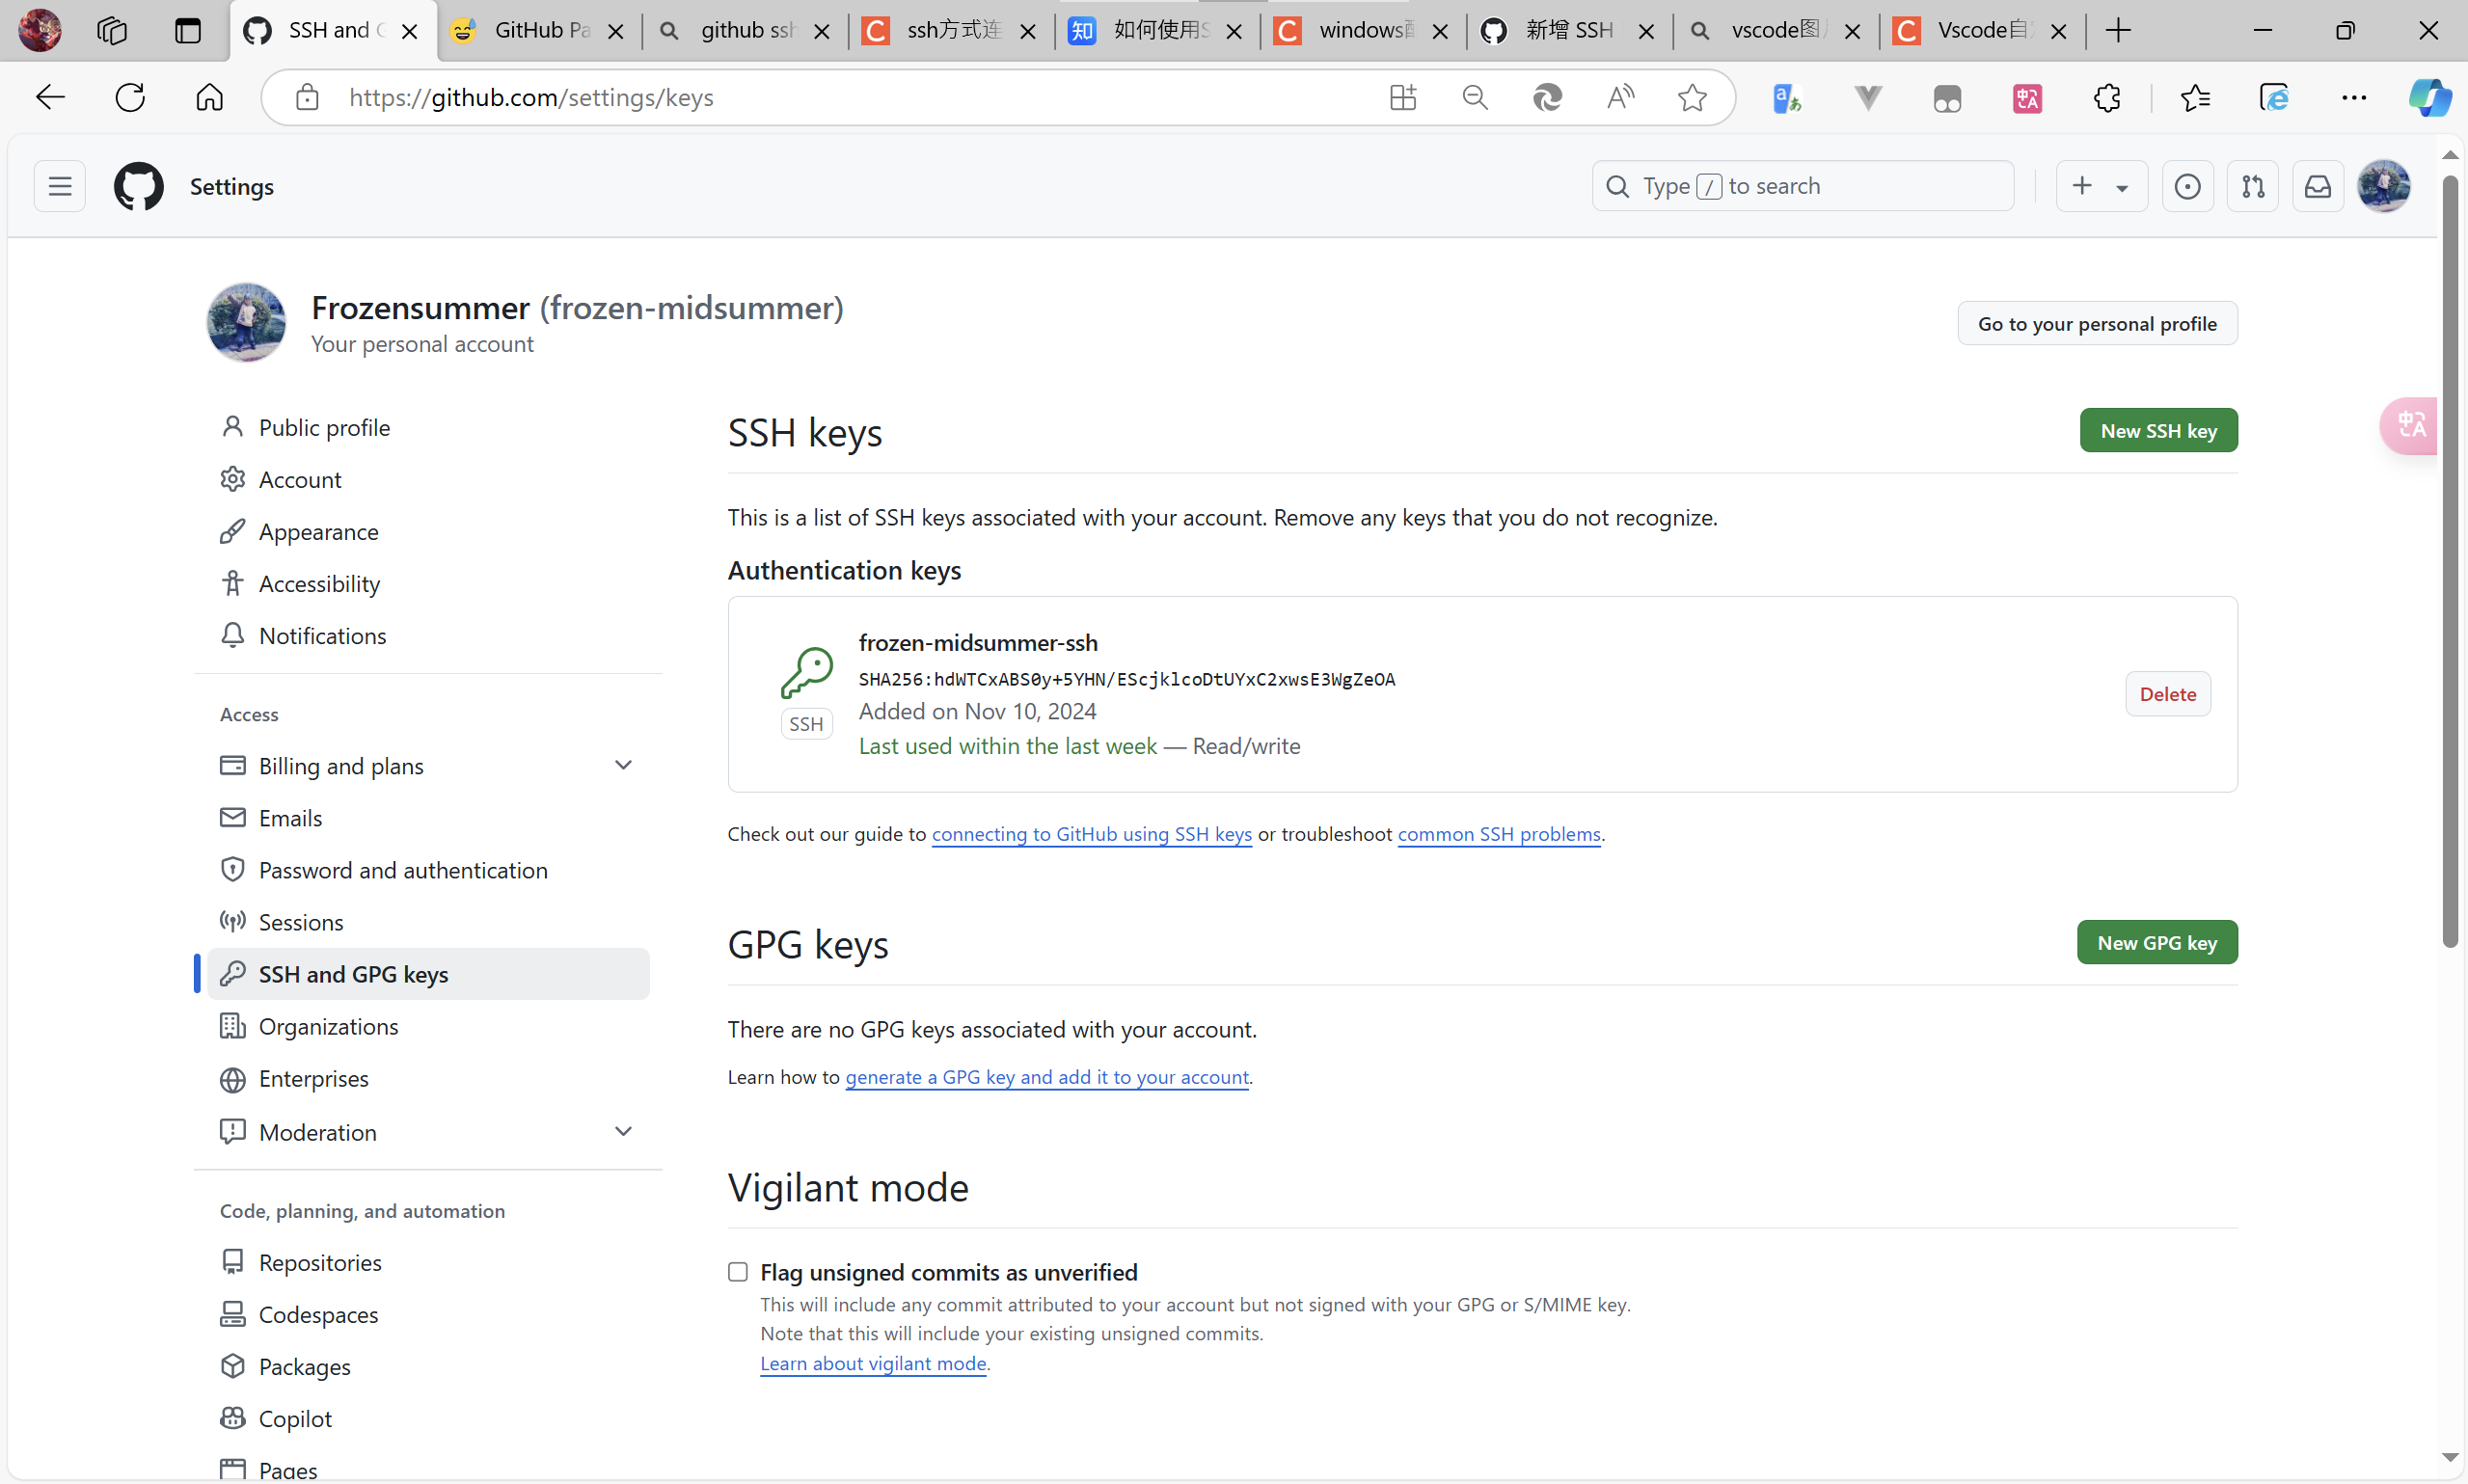 SSH and G
GitHub Pa
github ssh
ssh方式连
如何使用S
windows配
新增 SSH
vscode图片
Vscode自定
https://github.com/settings/keys
Settings
Type / to search
Frozensummer (frozen-midsummer)
Your personal account
Go to your personal profile
Public profile
Account
Appearance
Accessibility
Notifications
Access
Billing and plans
Emails
Password and authentication
Sessions
SSH and GPG keys
Organizations
Enterprises
Moderation
Code, planning, and automation
Repositories
Codespaces
Packages
Copilot
Pages
SSH keys
New SSH key
This is a list of SSH keys associated with your account. Remove any keys that you do not recognize.
Authentication keys
frozen-midsummer-ssh
SHA256:hdWTCxABS0y+5YHN/EScjklcoDtUYxC2xwsE3WgZeOA
Added on Nov 10, 2024
Last used within the last week — Read/write
SSH
Delete
Check out our guide to connecting to GitHub using SSH keys or troubleshoot common SSH problems.
GPG keys
New GPG key
There are no GPG keys associated with your account.
Learn how to generate a GPG key and add it to your account.
Vigilant mode
Flag unsigned commits as unverified
This will include any commit attributed to your account but not signed with your GPG or S/MIME key.
Note that this will include your existing unsigned commits.
Learn about vigilant mode.